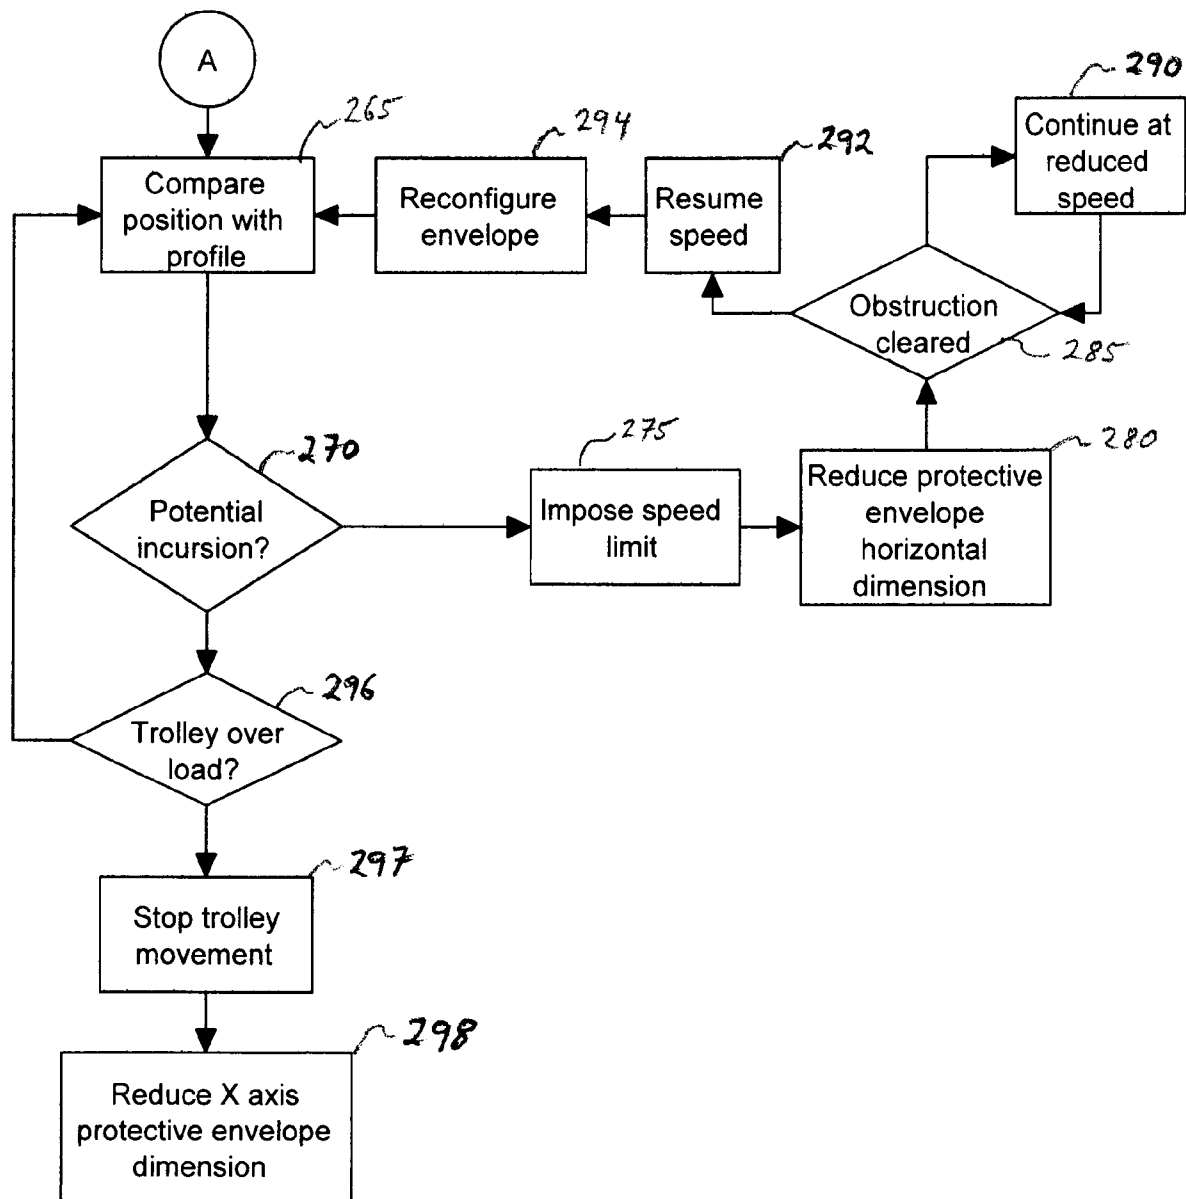 A
265
Compare
position with
profile
294
Reconfigure
envelope
292
Resume
speed
290
Continue at
reduced
speed
Obstruction
cleared
285
270
Potential
incursion?
275
Impose speed
limit
280
Reduce protective
envelope
horizontal
dimension
296
Trolley over
load?
297
Stop trolley
movement
298
Reduce X axis
protective envelope
dimension